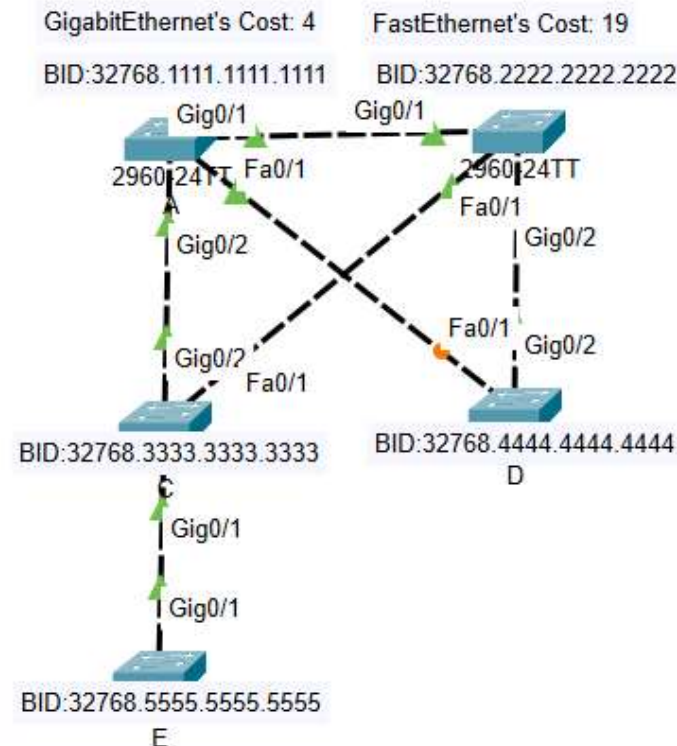 GigabitEthernet's Cost: 4
FastEthernet's Cost: 19
BID:32768.1111.1111.1111
BID:32768.2222.2222.2222
Gig0/1
Gig0/1
2960-24TT
Fa0/1
2960-24TT
A
Fa0/1
Gig0/2
Gig0/2
Fa0/1
Gig0/2
Gig0/2
Fa0/1
BID:32768.3333.3333.3333
BID:32768.4444.4444.4444
C
D
Gig0/1
Gig0/1
BID:32768.5555.5555.5555
E